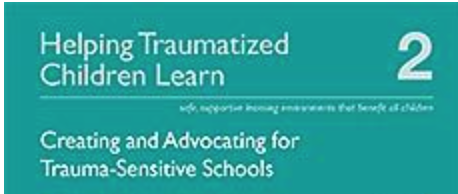 Helping Traumatized
Children Learn
2
safe, supportive learning environments that benefit all children
Creating and Advocating for
Trauma-Sensitive Schools